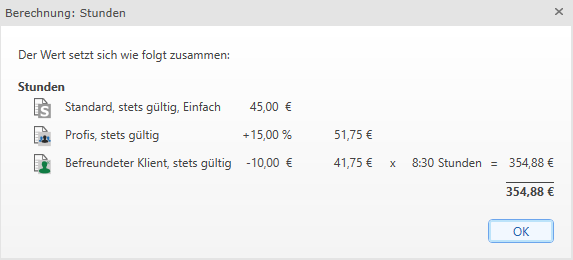 Berechnung: Stunden
Der Wert setzt sich wie folgt zusammen:
Stunden
Standard, stets gültig, Einfach 45,00 €
Profis, stets gültig +15,00 % 51,75 €
Befreundeter Klient, stets gültig -10,00 € 41,75 € x 8:30 Stunden = 354,88 €
354,88 €
OK